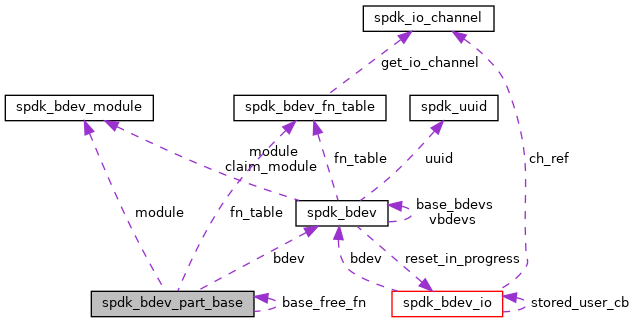 spdk_io_channel
get_io_channel
spdk_bdev_module
spdk_bdev_fn_table
spdk_uuid
module
claim_module
fn_table
uuid
ch_ref
module
fn_table
spdk_bdev
base_bdevs
vbdevs
bdev
bdev
reset_in_progress
spdk_bdev_part_base
base_free_fn
spdk_bdev_io
stored_user_cb